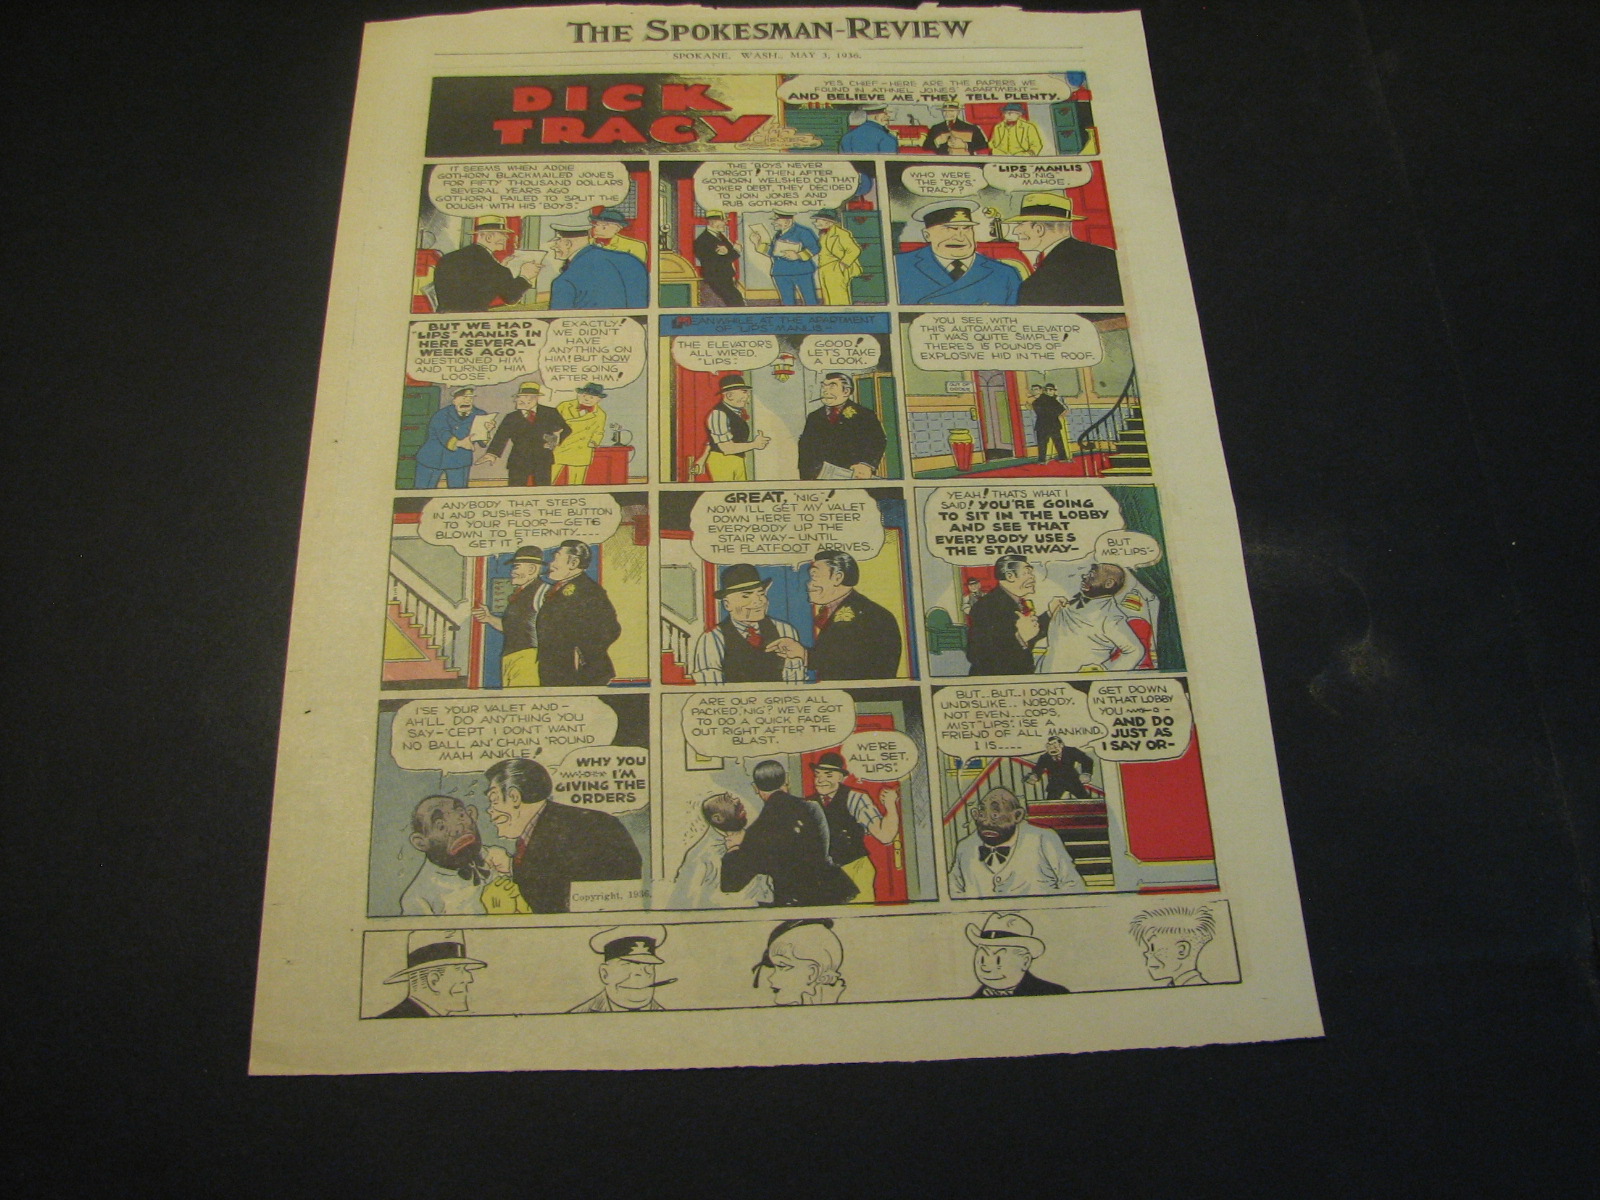 THE SPOKESMAN-REVIEW
SPOKANE, WASH., MAY 3, 1936.
DICK
TRACY
YES CHIEF-HERE ARE THE PAPERS WE
FOUND IN ATHNEL JONES' APARTMENT-
AND BELIEVE ME, THEY TELL PLENTY.
IT SEEMS WHEN ADDIE
GOTHORN BLACKMAILED JONES
FOR FIFTY THOUSAND DOLLARS
SEVERAL YEARS AGO
GOTHORN FAILED TO SPLIT THE
DOUGH WITH HIS "BOYS".
THE "BOYS" NEVER
FORGOT! THEN AFTER
GOTHORN WELSHED ON THAT
POKER DEBT, THEY DECIDED
TO JOIN JONES AND
RUB GOTHORN OUT.
WHO WERE
THE "BOYS",
TRACY?
"LIPS" MANLIS
AND "NIG"
MAHOE.
BUT WE HAD
"LIPS" MANLIS IN
HERE SEVERAL
WEEKS AGO-
QUESTIONED HIM
AND TURNED HIM
LOOSE.
EXACTLY!
WE DIDN'T
HAVE
ANYTHING ON
HIM! BUT NOW
WE'RE GOING
AFTER HIM!
MEANWHILE, AT THE APARTMENT
OF "LIPS" MANLIS-
THE ELEVATOR'S
ALL WIRED,
"LIPS".
GOOD!
LET'S TAKE
A LOOK.
YOU SEE, WITH
THIS AUTOMATIC ELEVATOR
IT WAS QUITE SIMPLE!
THERE'S 15 POUNDS OF
EXPLOSIVE HID IN THE ROOF.
OUT OF
ORDER
ANYBODY THAT STEPS
IN AND PUSHES THE BUTTON
TO YOUR FLOOR-GETS
BLOWN TO ETERNITY....
GET IT?
GREAT, "NIG"!
NOW I'LL GET MY VALET
DOWN HERE TO STEER
EVERYBODY UP THE
STAIR WAY-UNTIL
THE FLATFOOT ARRIVES.
YEAH! THAT'S WHAT I
SAID! YOU'RE GOING
TO SIT IN THE LOBBY
AND SEE THAT
EVERYBODY USES
THE STAIRWAY-
BUT
MR. "LIPS"-
I'SE YOUR VALET AND-
AH'LL DO ANYTHING YOU
SAY-'CEPT I DON'T WANT
NO BALL AN' CHAIN 'ROUND
MAH ANKLE!
WHY YOU
I'M
GIVING THE
ORDERS
Copyright, 1936,
ARE OUR GRIPS ALL
PACKED, NIG? WE'VE GOT
TO DO A QUICK FADE
OUT RIGHT AFTER THE
BLAST.
WE'RE
ALL SET,
"LIPS".
BUT..BUT..I DON'T
UNDISLIKE.. NOBODY.
NOT EVEN...COPS,
MIST "LIPS". ISE A
FRIEND OF ALL MANKIND.
I IS....
GET DOWN
IN THAT LOBBY
YOU
AND DO
JUST AS
I SAY OR-